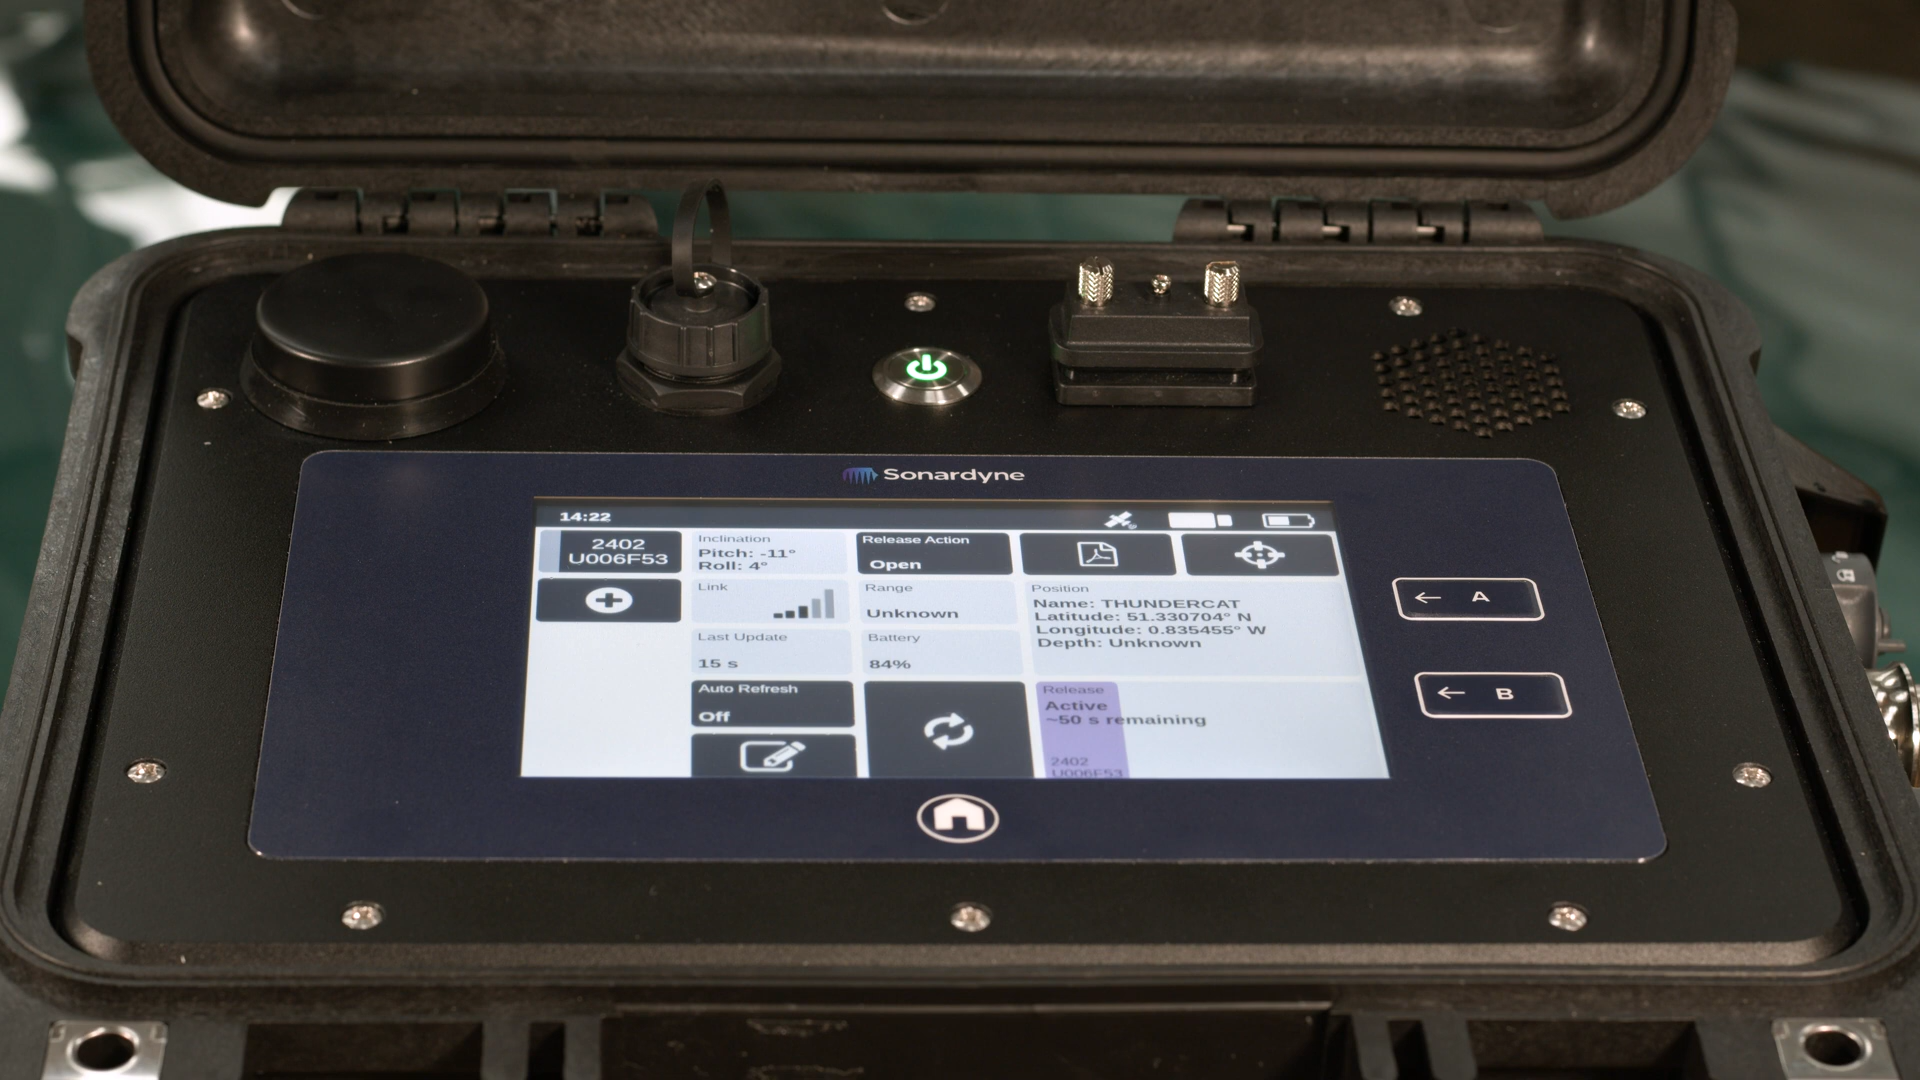 Sonardyne
14:22
2402
U006F53
Inclination
Pitch: -11°
Roll: 4°
Release Action
Open
Link
Range
Unknown
Position
Name: THUNDERCAT
Latitude: 51.330704° N
Longitude: 0.835455° W
Depth: Unknown
Last Update
15 s
Battery
84%
Auto Refresh
Off
Release
Active
~50 s remaining
2402
U006F53
← A
← B
B